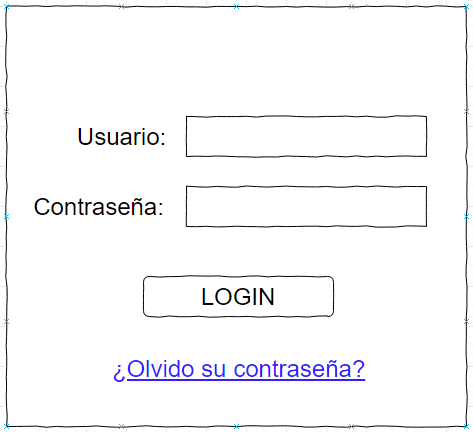 Usuario:
Contraseña:
LOGIN
¿Olvido su contraseña?